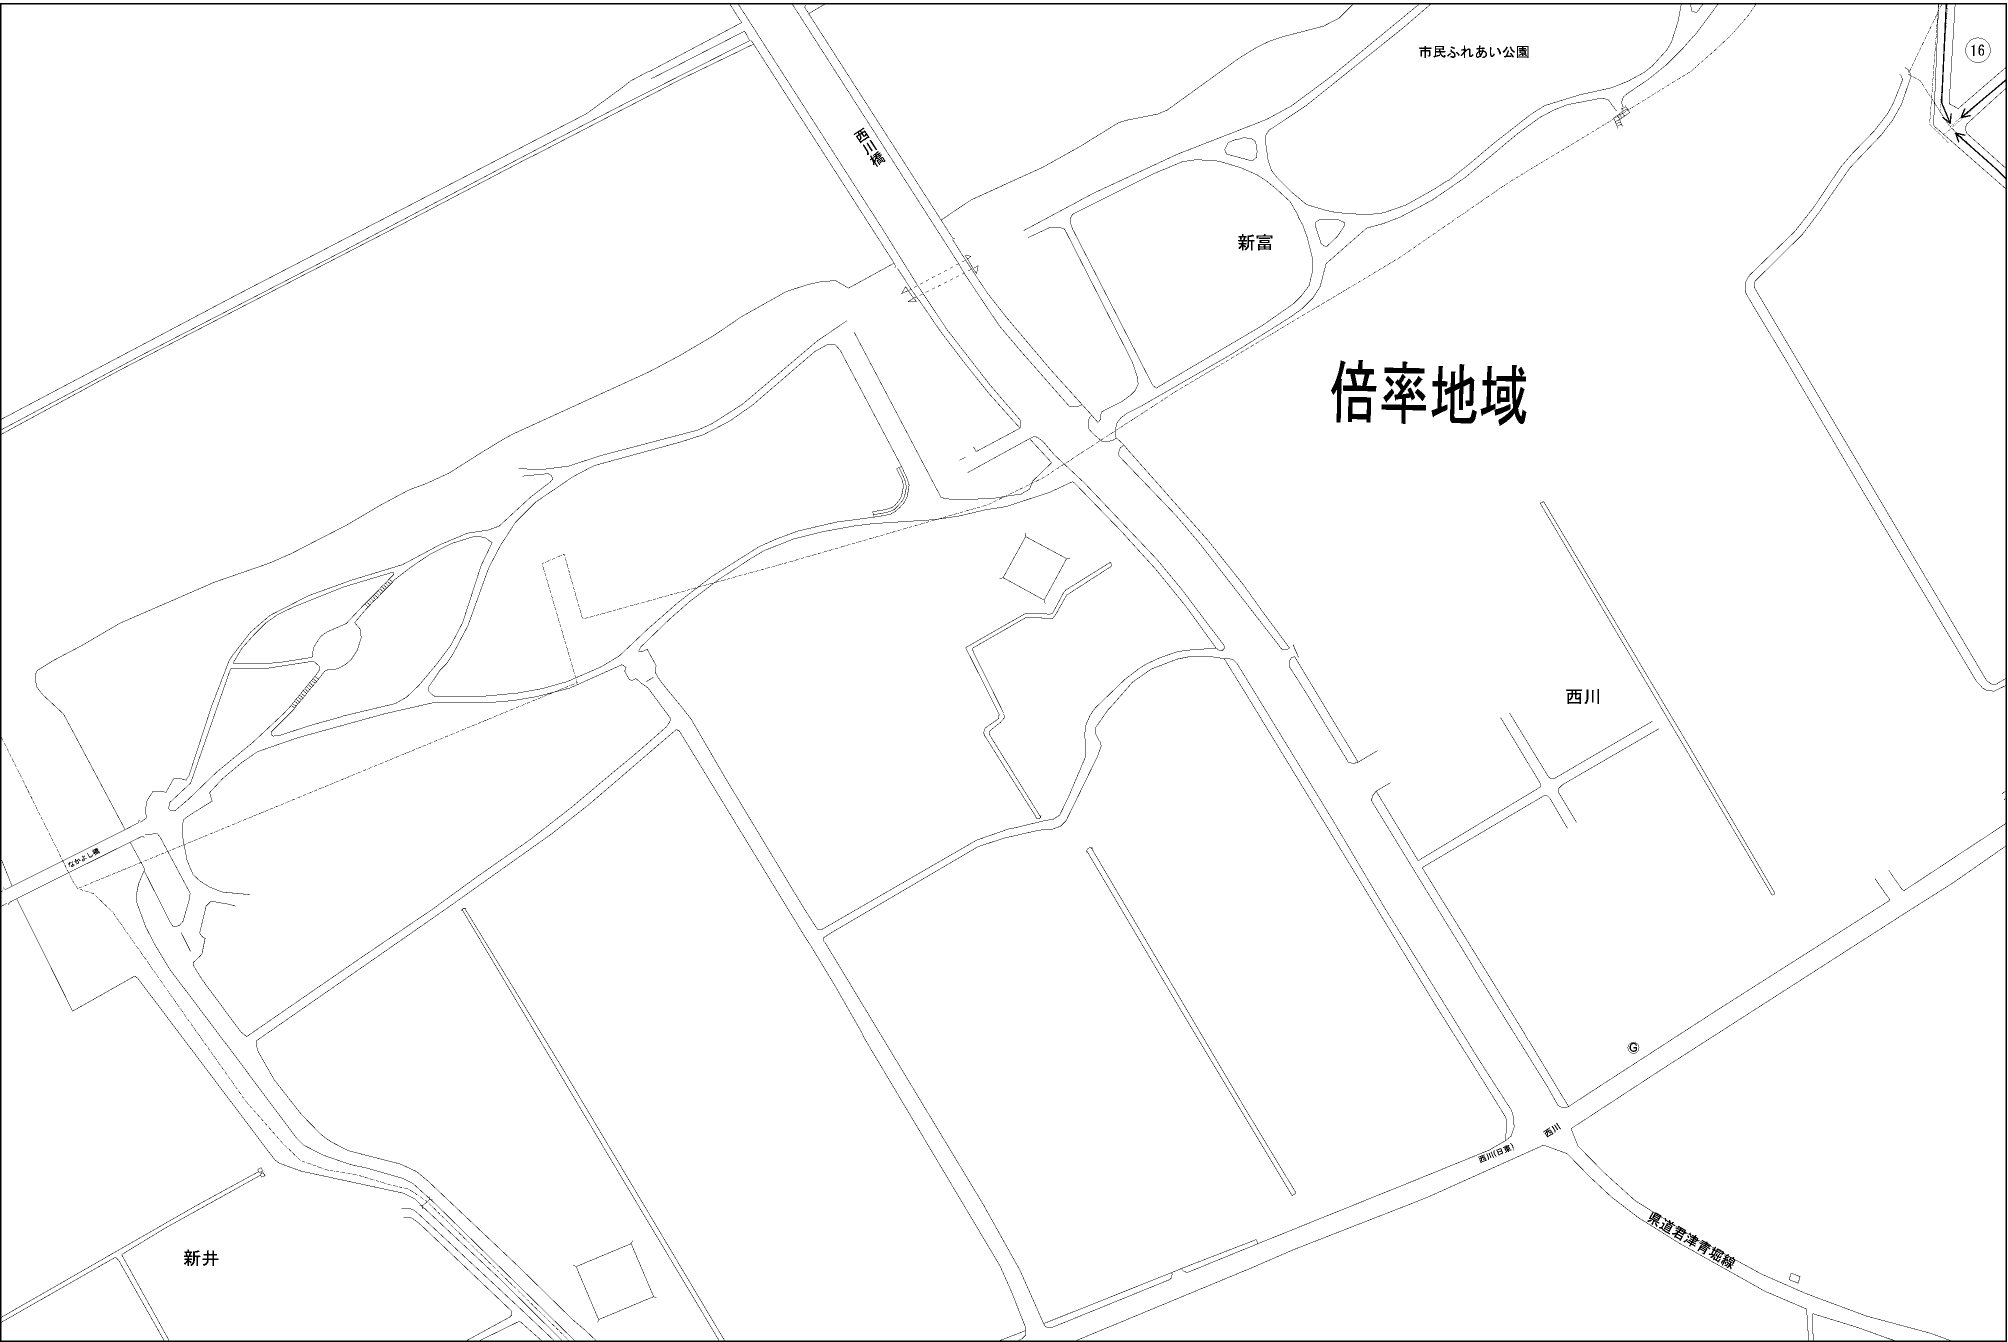 市民ふれあい公園
16
西川橋
新富
倍率地域
西川
なかよし橋
G
西川
西川(日東)
県道君津青堀線
新井